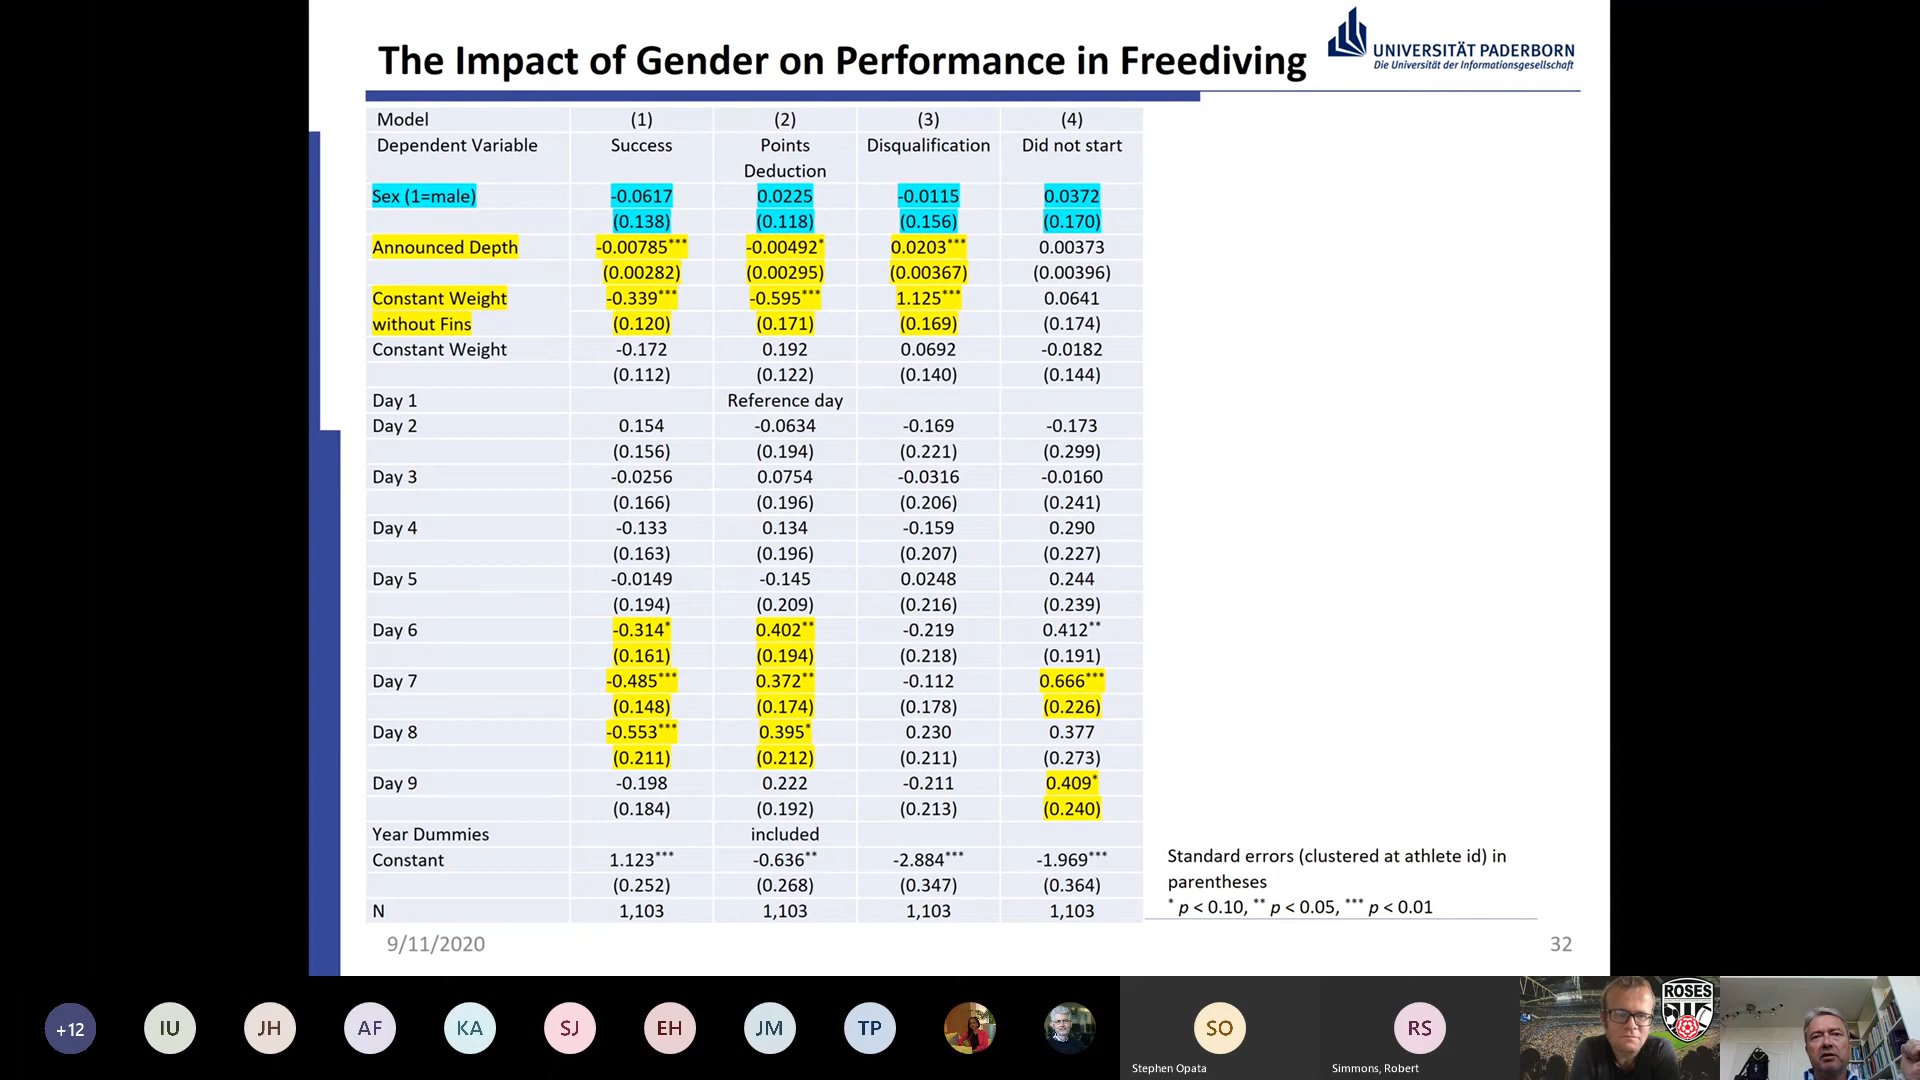 The Impact of Gender on Performance in Freediving
UNIVERSITÄT PADERBORN
Die Universität der Informationsgesellschaft
Model (1) (2) (3) (4)
Dependent Variable Success Points Deduction Disqualification Did not start
Sex (1=male) -0.0617 0.0225 -0.0115 0.0372
(0.138) (0.118) (0.156) (0.170)
Announced Depth -0.00785*** -0.00492* 0.0203*** 0.00373
(0.00282) (0.00295) (0.00367) (0.00396)
Constant Weight -0.339*** -0.595*** 1.125*** 0.0641
without Fins (0.120) (0.171) (0.169) (0.174)
Constant Weight -0.172 0.192 0.0692 -0.0182
(0.112) (0.122) (0.140) (0.144)
Day 1 Reference day
Day 2 0.154 -0.0634 -0.169 -0.173
(0.156) (0.194) (0.221) (0.299)
Day 3 -0.0256 0.0754 -0.0316 -0.0160
(0.166) (0.196) (0.206) (0.241)
Day 4 -0.133 0.134 -0.159 0.290
(0.163) (0.196) (0.207) (0.227)
Day 5 -0.0149 -0.145 0.0248 0.244
(0.194) (0.209) (0.216) (0.239)
Day 6 -0.314* 0.402** -0.219 0.412**
(0.161) (0.194) (0.218) (0.191)
Day 7 -0.485*** 0.372** -0.112 0.666***
(0.148) (0.174) (0.178) (0.226)
Day 8 -0.553*** 0.395* 0.230 0.377
(0.211) (0.212) (0.211) (0.273)
Day 9 -0.198 0.222 -0.211 0.409*
(0.184) (0.192) (0.213) (0.240)
Year Dummies included
Constant 1.123*** -0.636** -2.884*** -1.969***
(0.252) (0.268) (0.347) (0.364)
N 1,103 1,103 1,103 1,103
Standard errors (clustered at athlete id) in
parentheses
* p < 0.10, ** p < 0.05, *** p < 0.01
9/11/2020
32
+12 IU JH AF KA SJ EH JM TP SO RS
Stephen Opata
Simmons, Robert
ROSES